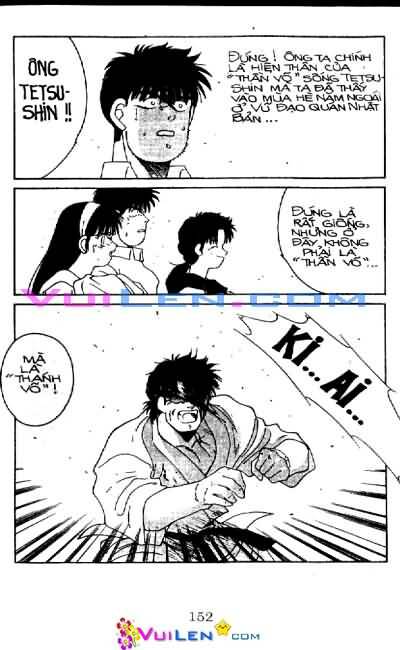 ÔNG
TETSU-
SHIN !!
ĐÚNG! ÔNG TA CHÍNH
LÀ HIỆN THÂN CỦA
"THẦN VÕ" SÔNG TETSU-
SHIN MÀ TA ĐÃ THẤY
VÀO MÙA HÈ NĂM NGOÁI
Ở VŨ ĐẠO QUÁN NHẬT
BẢN...
ĐÚNG LÀ
RẤT GIỐNG,
NHƯNG Ở
ĐÂY, KHÔNG
PHẢI LÀ
"THẦN VÕ"...
VUILEN.COM
KI... AI...
MÀ
LÀ
"THÁNH
VÕ" !
152
VUILEN COM